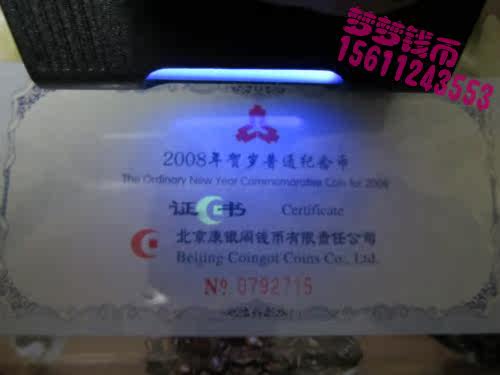 梦梦钱币
15611243553
2008年贺岁普通纪念币
The Ordinary New Year Commemorative Coin for 2008
证书 Certificate
北京康银阁钱币有限责任公司
Beijing Coingot Coins Co., Ltd.
No 0792715